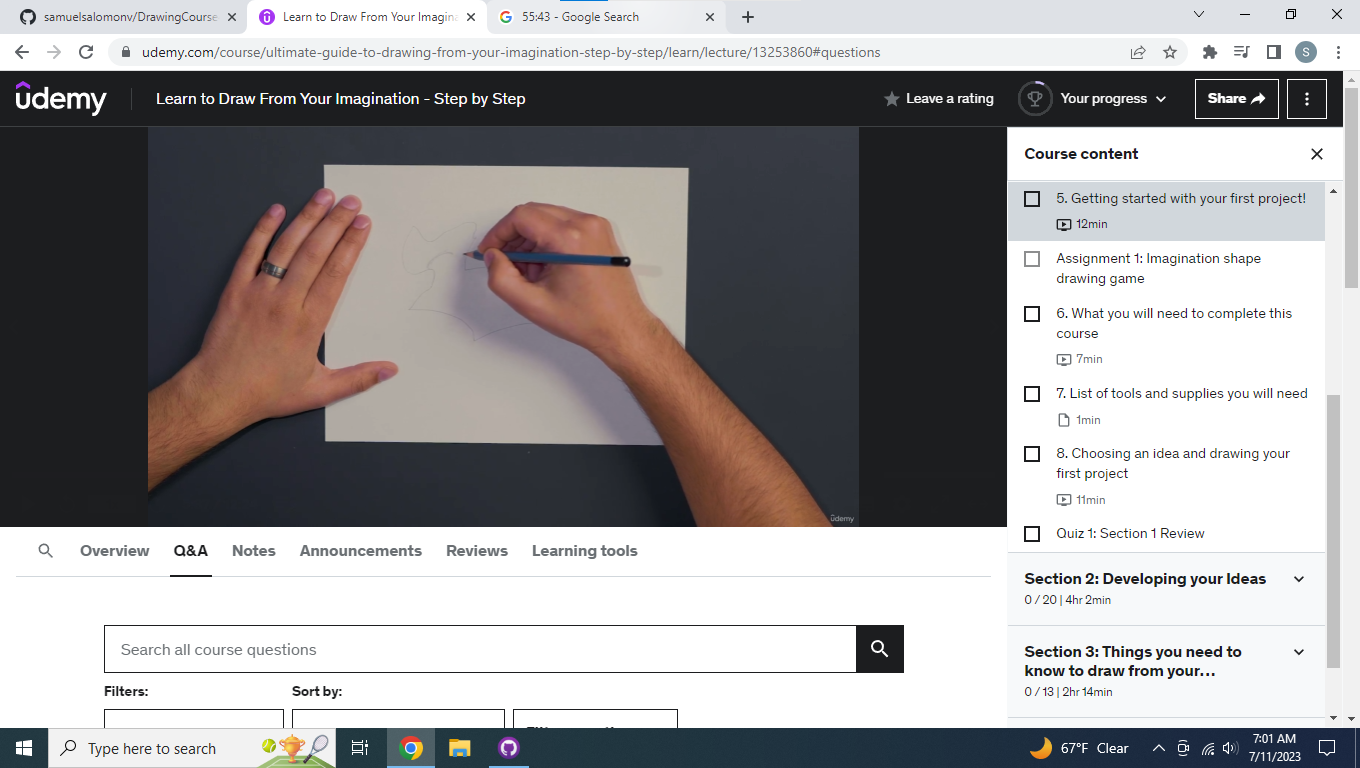 samuelsalomonv/DrawingCourse
Learn to Draw From Your Imagina
55:43 - Google Search
udemy.com/course/ultimate-guide-to-drawing-from-your-imagination-step-by-step/learn/lecture/13253860#questions
S
ûdemy
Learn to Draw From Your Imagination - Step by Step
Leave a rating
Your progress
Share
Course content
5. Getting started with your first project!
12min
Assignment 1: Imagination shape
drawing game
6. What you will need to complete this
course
7min
7. List of tools and supplies you will need
1min
8. Choosing an idea and drawing your
first project
11min
Quiz 1: Section 1 Review
Section 2: Developing your Ideas
0 / 20 | 4hr 2min
Section 3: Things you need to
know to draw from your...
0 / 13 | 2hr 14min
ûdemy
Overview
Q&A
Notes
Announcements
Reviews
Learning tools
Search all course questions
Filters:
Sort by:
Type here to search
67°F Clear
7:01 AM
7/11/2023